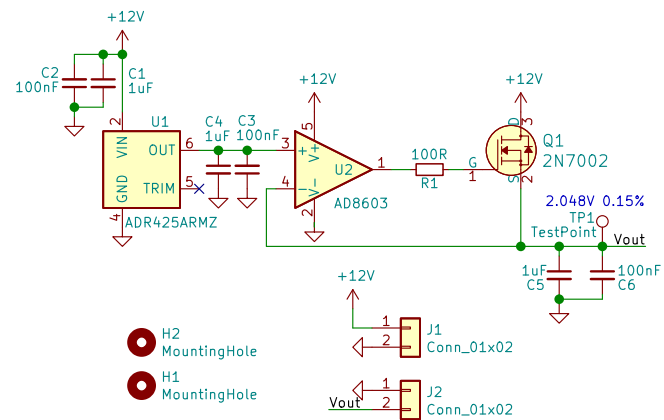 +12V
C2
100nF
C1
1uF
2
U1
VIN
OUT
6
GND
TRIM
5
4
ADR425ARMZ
C4
1uF
C3
100nF
+12V
5
3
+
V+
U2
1
4
-
V-
2
AD8603
100R
R1
+12V
D
3
G
1
S
2
Q1
2N7002
2.048V 0.15%
TP1
TestPoint
Vout
1uF
C5
100nF
C6
+12V
1
2
J1
Conn_01x02
H2
MountingHole
H1
MountingHole
Vout
1
2
J2
Conn_01x02